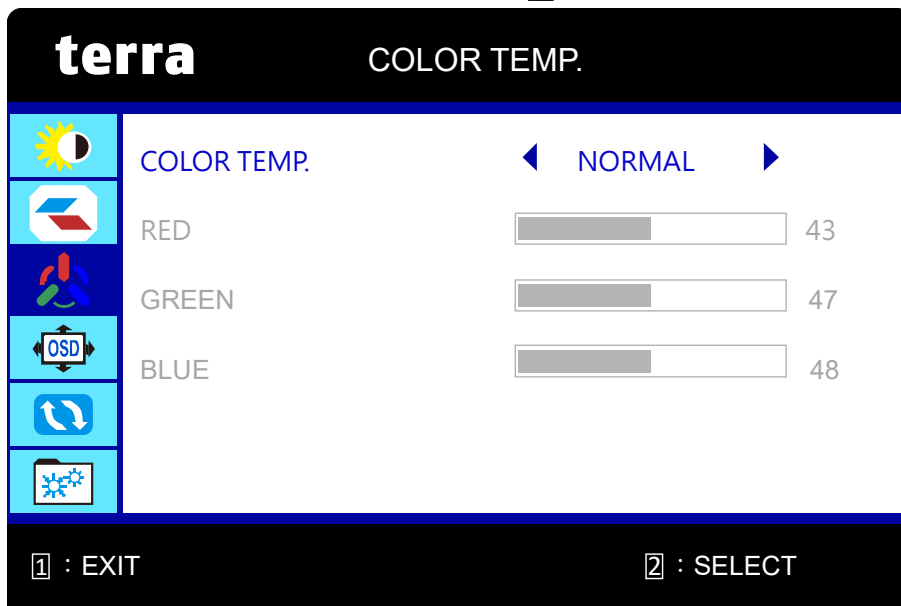 terra COLOR TEMP.
COLOR TEMP. NORMAL
RED 43
GREEN 47
OSD
BLUE 48
1 : EXIT 2 : SELECT